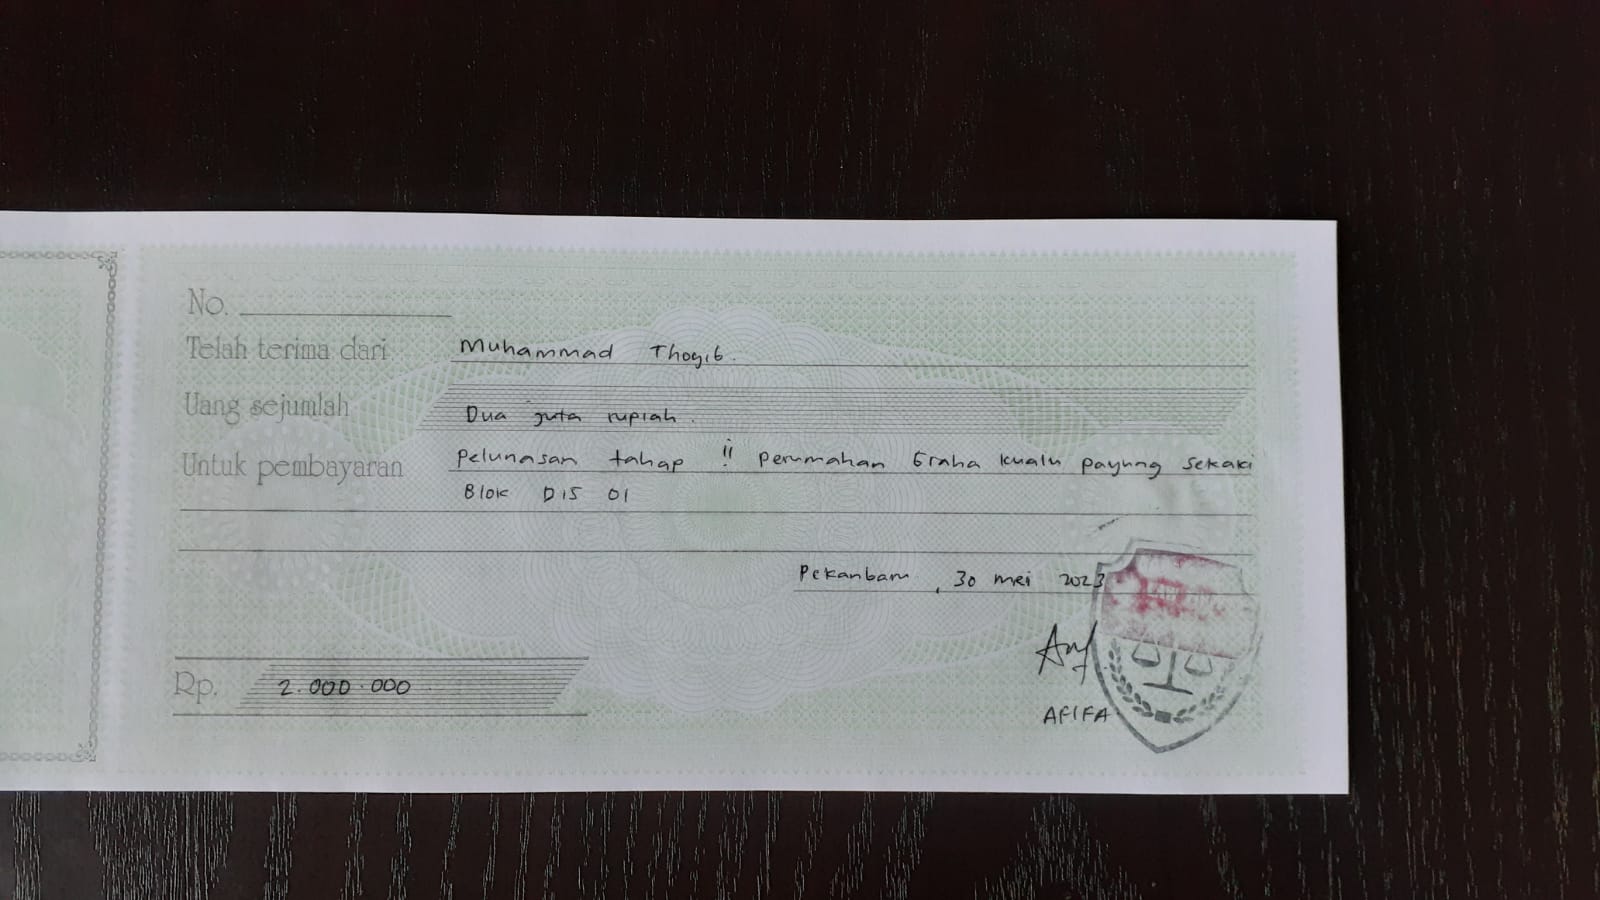 No.
Telah terima dari Muhammad Thogib.
Uang sejumlah Dua juta rupiah.
Untuk pembayaran pelunasan tahap II perumahan Graha kualu payung sekaki
Blok D15 01
Pekanbaru, 30 mei 2023
Rp. 2.000.000
AFIFA